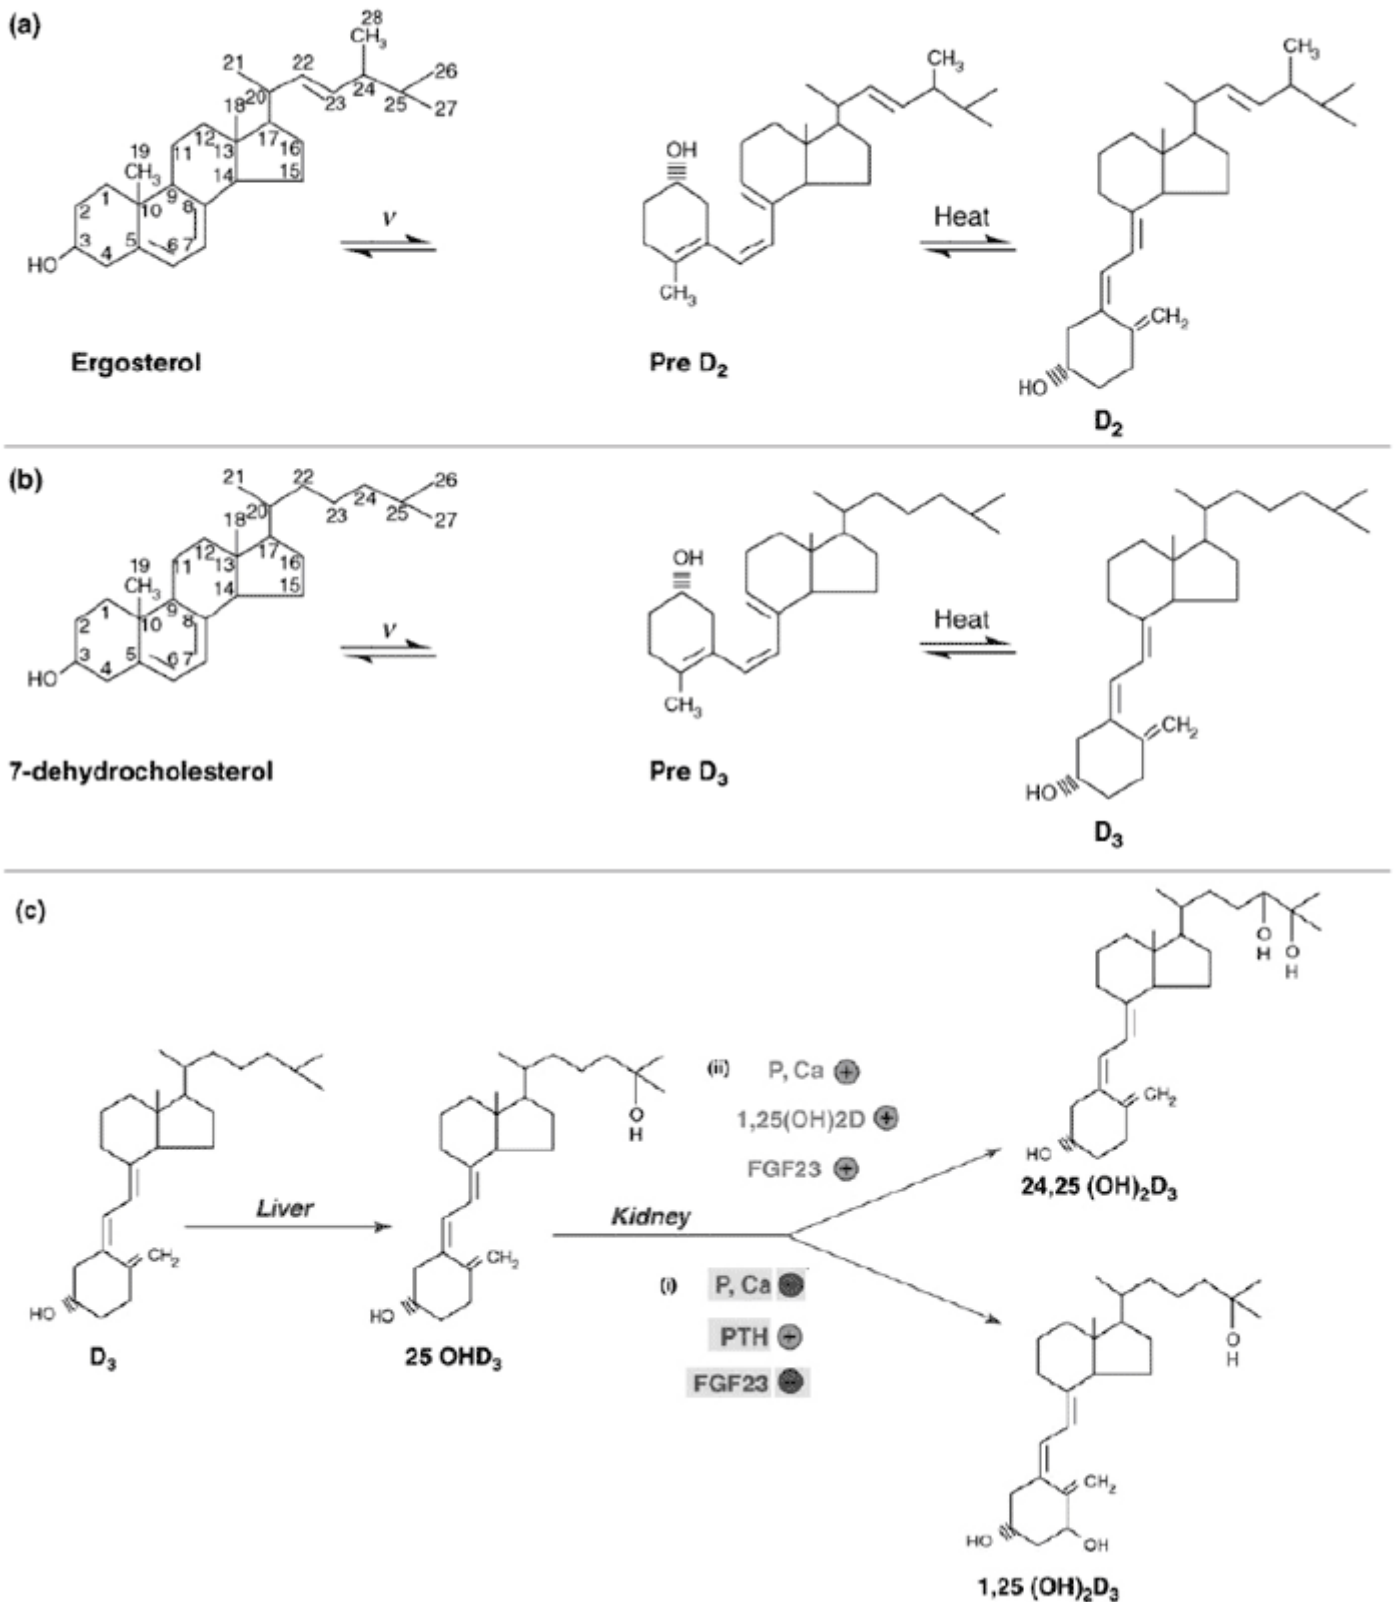 (a)
28
CH3
21
22
26
20
24
18
23
25
27
12
17
19
11
13
16
CH3
14
15
1
9
2
10
8
3
5
6
7
4
HO
Ergosterol
ν
OH
CH3
CH3
Pre D2
Heat
CH3
CH2
HO
D2
(b)
21
22
26
20
24
18
23
25
27
12
17
19
11
13
16
CH3
14
15
1
9
2
10
8
3
5
6
7
4
HO
7-dehydrocholesterol
ν
OH
CH3
Pre D3
Heat
CH2
HO
D3
(c)
CH2
HO
D3
Liver
O
H
CH2
HO
25 OHD3
(ii)
P, Ca +
1,25(OH)2D +
FGF23 +
Kidney
(i)
P, Ca
PTH +
FGF23 −
O
H
O
H
CH2
HO
24,25 (OH)2D3
O
H
CH2
HO
OH
1,25 (OH)2D3